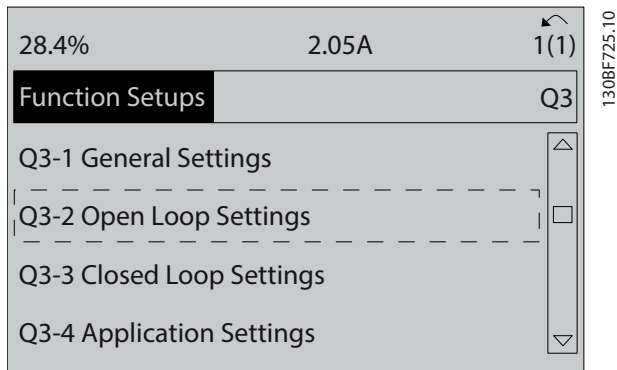 28.4% 2.05A 1(1)
Function Setups Q3
Q3-1 General Settings
Q3-2 Open Loop Settings
Q3-3 Closed Loop Settings
Q3-4 Application Settings
130BF725.10